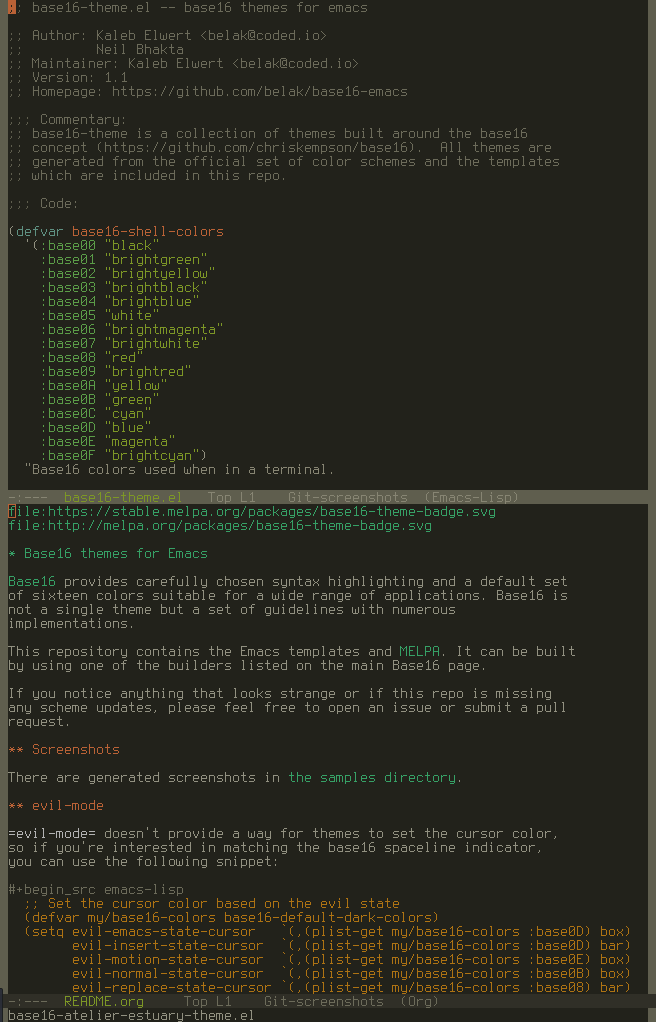 ;; base16-theme.el -- base16 themes for emacs
;; Author: Kaleb Elwert <belak@coded.io>
;;         Neil Bhakta
;; Maintainer: Kaleb Elwert <belak@coded.io>
;; Version: 1.1
;; Homepage: https://github.com/belak/base16-emacs
;;; Commentary:
;; base16-theme is a collection of themes built around the base16
;; concept (https://github.com/chriskempson/base16).  All themes are
;; generated from the official set of color schemes and the templates
;; which are included in this repo.
;;; Code:
(defvar base16-shell-colors
  '(:base00 "black"
    :base01 "brightgreen"
    :base02 "brightyellow"
    :base03 "brightblack"
    :base04 "brightblue"
    :base05 "white"
    :base06 "brightmagenta"
    :base07 "brightwhite"
    :base08 "red"
    :base09 "brightred"
    :base0A "yellow"
    :base0B "green"
    :base0C "cyan"
    :base0D "blue"
    :base0E "magenta"
    :base0F "brightcyan")
  "Base16 colors used when in a terminal.
-:---  base16-theme.el   Top L1    Git-screenshots  (Emacs-Lisp)
file:https://stable.melpa.org/packages/base16-theme-badge.svg
file:http://melpa.org/packages/base16-theme-badge.svg
* Base16 themes for Emacs
Base16 provides carefully chosen syntax highlighting and a default set
of sixteen colors suitable for a wide range of applications. Base16 is
not a single theme but a set of guidelines with numerous
implementations.
This repository contains the Emacs templates and MELPA. It can be built
by using one of the builders listed on the main Base16 page.
If you notice anything that looks strange or if this repo is missing
any scheme updates, please feel free to open an issue or submit a pull
request.
** Screenshots
There are generated screenshots in the samples directory.
** evil-mode
=evil-mode= doesn't provide a way for themes to set the cursor color,
so if you're interested in matching the base16 spaceline indicator,
you can use the following snippet:
#+begin_src emacs-lisp
  ;; Set the cursor color based on the evil state
  (defvar my/base16-colors base16-default-dark-colors)
  (setq evil-emacs-state-cursor   `(,(plist-get my/base16-colors :base0D) box)
        evil-insert-state-cursor  `(,(plist-get my/base16-colors :base0D) bar)
        evil-motion-state-cursor  `(,(plist-get my/base16-colors :base0E) box)
        evil-normal-state-cursor  `(,(plist-get my/base16-colors :base0B) box)
        evil-replace-state-cursor `(,(plist-get my/base16-colors :base08) bar)
-:---  README.org     Top L1    Git-screenshots  (Org)
base16-atelier-estuary-theme.el